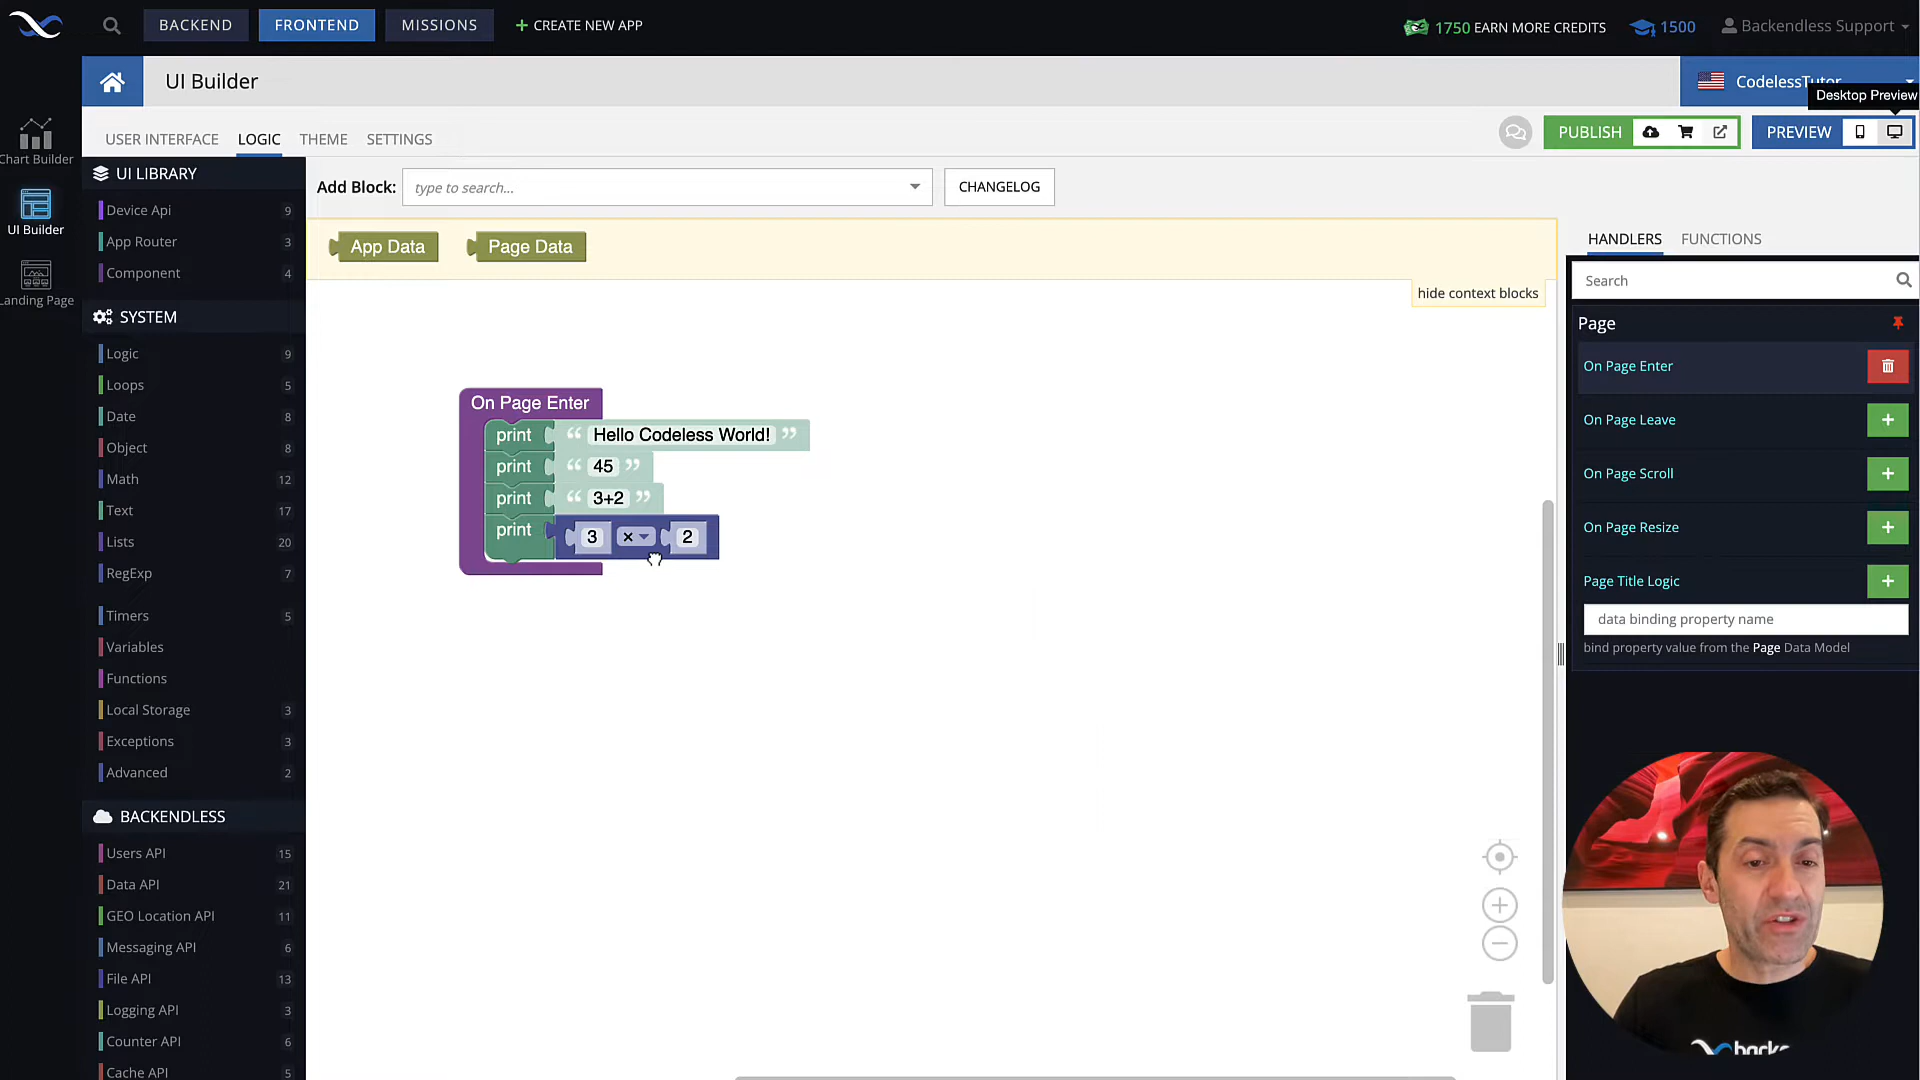 BACKEND
FRONTEND
MISSIONS
+ CREATE NEW APP
1750 EARN MORE CREDITS
1500
Backendless Support
UI Builder
CodelessTutor
Desktop Preview
USER INTERFACE
LOGIC
THEME
SETTINGS
PUBLISH
PREVIEW
Chart Builder
UI Builder
Landing Page
UI LIBRARY
Device Api 9
App Router 3
Component 4
SYSTEM
Logic 9
Loops 5
Date 8
Object 8
Math 12
Text 17
Lists 20
RegExp 7
Timers 5
Variables
Functions
Local Storage 3
Exceptions 3
Advanced 2
BACKENDLESS
Users API 15
Data API 21
GEO Location API 11
Messaging API 6
File API 13
Logging API 3
Counter API 6
Cache API 5
Add Block: type to search...
CHANGELOG
App Data
Page Data
hide context blocks
On Page Enter
print “ Hello Codeless World! ”
print “ 45 ”
print “ 3+2 ”
print 3 × 2
HANDLERS
FUNCTIONS
Search
Page
On Page Enter
On Page Leave
On Page Scroll
On Page Resize
Page Title Logic
data binding property name
bind property value from the Page Data Model